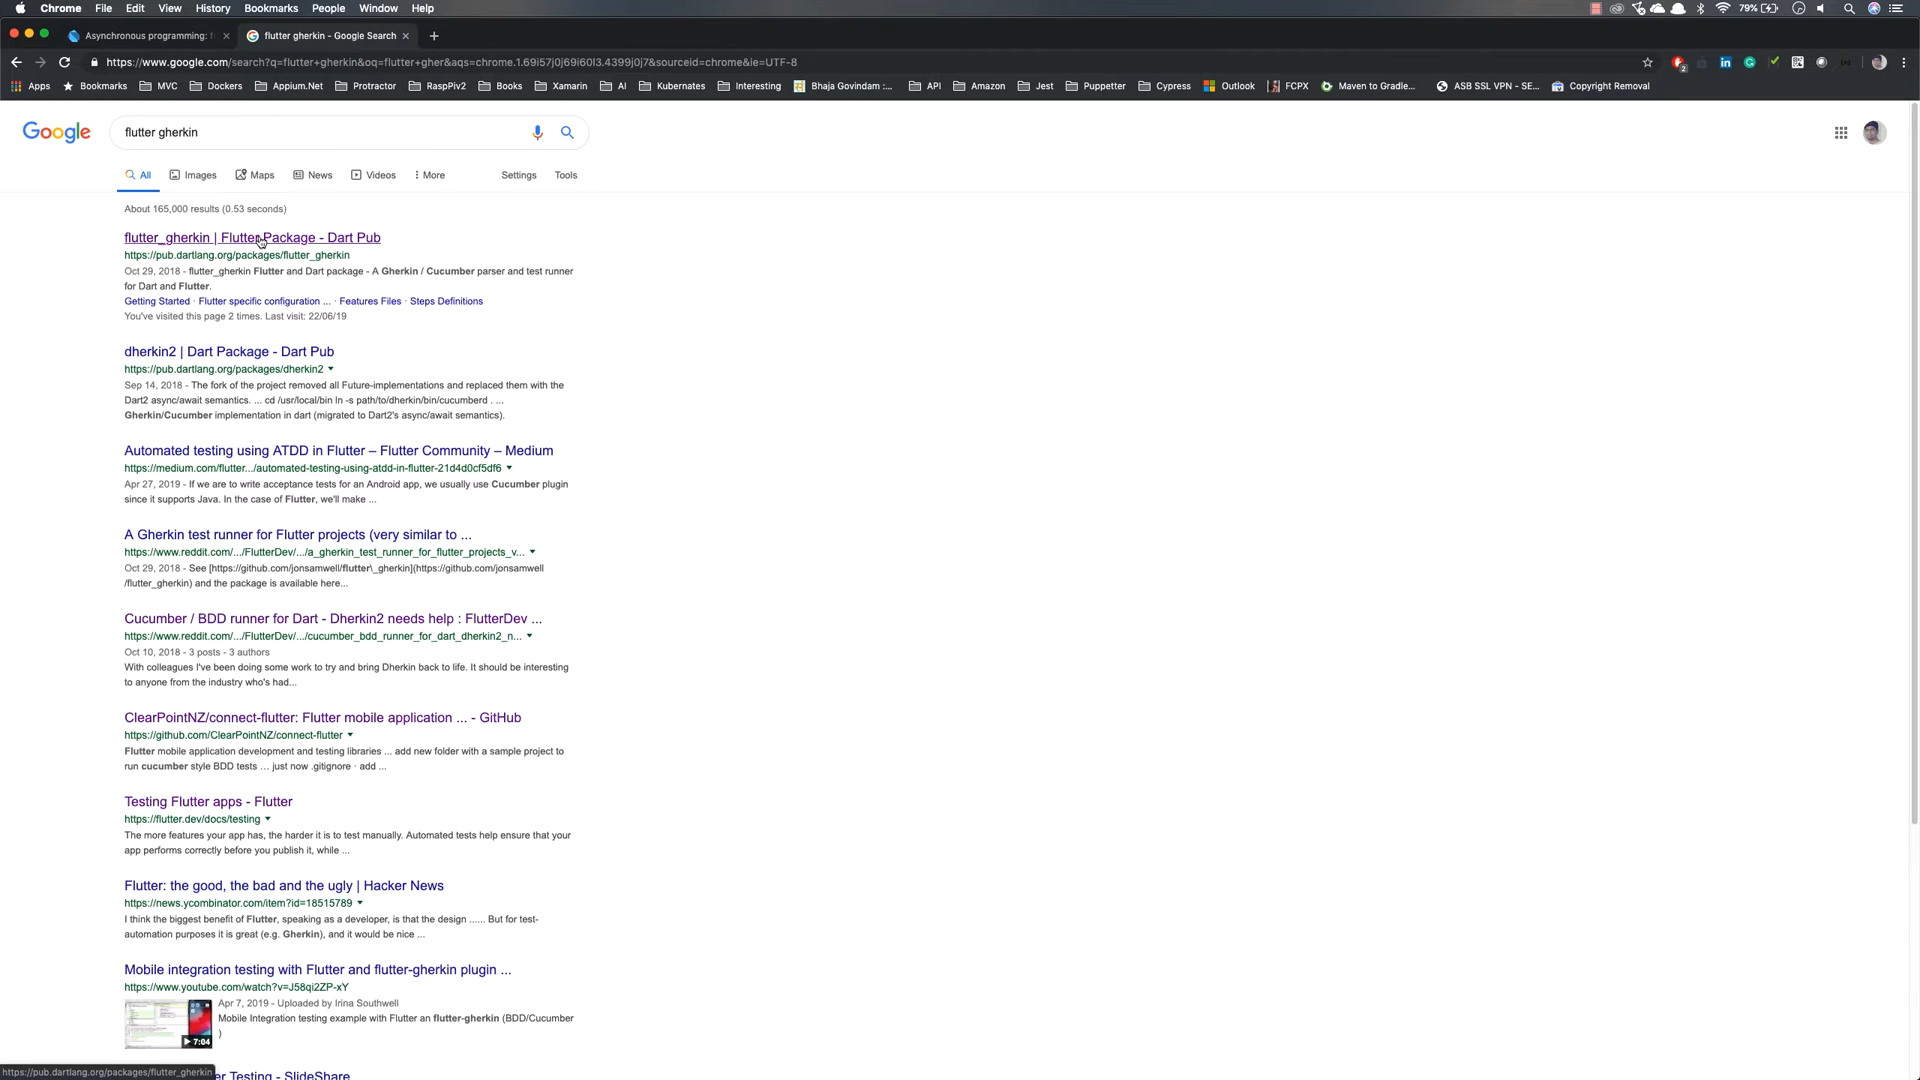 Chrome File Edit View History Bookmarks People Window Help 79%
Asynchronous programming: flutter gherkin - Google Search
https://www.google.com/search?q=flutter+gherkin&oq=flutter+gher&aqs=chrome.1.69i57j0j69i60l3.4399j0j7&sourceid=chrome&ie=UTF-8
Apps Bookmarks MVC Dockers Appium.Net Protractor RaspPiv2 Books Xamarin AI Kubernates Interesting Bhaja Govindam :... API Amazon Jest Puppetter Cypress Outlook FCPX Maven to Gradle... ASB SSL VPN - SE... Copyright Removal
Google flutter gherkin
All Images Maps News Videos More Settings Tools
About 165,000 results (0.53 seconds)
flutter_gherkin | Flutter Package - Dart Pub
https://pub.dartlang.org/packages/flutter_gherkin
Oct 29, 2018 - flutter_gherkin Flutter and Dart package - A Gherkin / Cucumber parser and test runner
for Dart and Flutter.
Getting Started · Flutter specific configuration ... · Features Files · Steps Definitions
You've visited this page 2 times. Last visit: 22/06/19
dherkin2 | Dart Package - Dart Pub
https://pub.dartlang.org/packages/dherkin2
Sep 14, 2018 - The fork of the project removed all Future-implementations and replaced them with the
Dart2 async/await semantics. ... cd /usr/local/bin ln -s path/to/dherkin/bin/cucumberd . ...
Gherkin/Cucumber implementation in dart (migrated to Dart2's async/await semantics).
Automated testing using ATDD in Flutter – Flutter Community – Medium
https://medium.com/flutter.../automated-testing-using-atdd-in-flutter-21d4d0cf5df6
Apr 27, 2019 - If we are to write acceptance tests for an Android app, we usually use Cucumber plugin
since it supports Java. In the case of Flutter, we'll make ...
A Gherkin test runner for Flutter projects (very similar to ...
https://www.reddit.com/.../FlutterDev/.../a_gherkin_test_runner_for_flutter_projects_v...
Oct 29, 2018 - See [https://github.com/jonsamwell/flutter\_gherkin](https://github.com/jonsamwell
/flutter_gherkin) and the package is available here...
Cucumber / BDD runner for Dart - Dherkin2 needs help : FlutterDev ...
https://www.reddit.com/.../FlutterDev/.../cucumber_bdd_runner_for_dart_dherkin2_n...
Oct 10, 2018 - 3 posts - 3 authors
With colleagues I've been doing some work to try and bring Dherkin back to life. It should be interesting
to anyone from the industry who's had...
ClearPointNZ/connect-flutter: Flutter mobile application ... - GitHub
https://github.com/ClearPointNZ/connect-flutter
Flutter mobile application development and testing libraries ... add new folder with a sample project to
run cucumber style BDD tests … just now .gitignore · add ...
Testing Flutter apps - Flutter
https://flutter.dev/docs/testing
The more features your app has, the harder it is to test manually. Automated tests help ensure that your
app performs correctly before you publish it, while ...
Flutter: the good, the bad and the ugly | Hacker News
https://news.ycombinator.com/item?id=18515789
I think the biggest benefit of Flutter, speaking as a developer, is that the design ...... But for test-
automation purposes it is great (e.g. Gherkin), and it would be nice ...
Mobile integration testing with Flutter and flutter-gherkin plugin ...
https://www.youtube.com/watch?v=J58qi2ZP-xY
Apr 7, 2019 - Uploaded by Irina Southwell
Mobile Integration testing example with Flutter an flutter-gherkin (BDD/Cucumber
)
7:04
https://pub.dartlang.org/packages/flutter_gherkin
er Testing - SlideShare